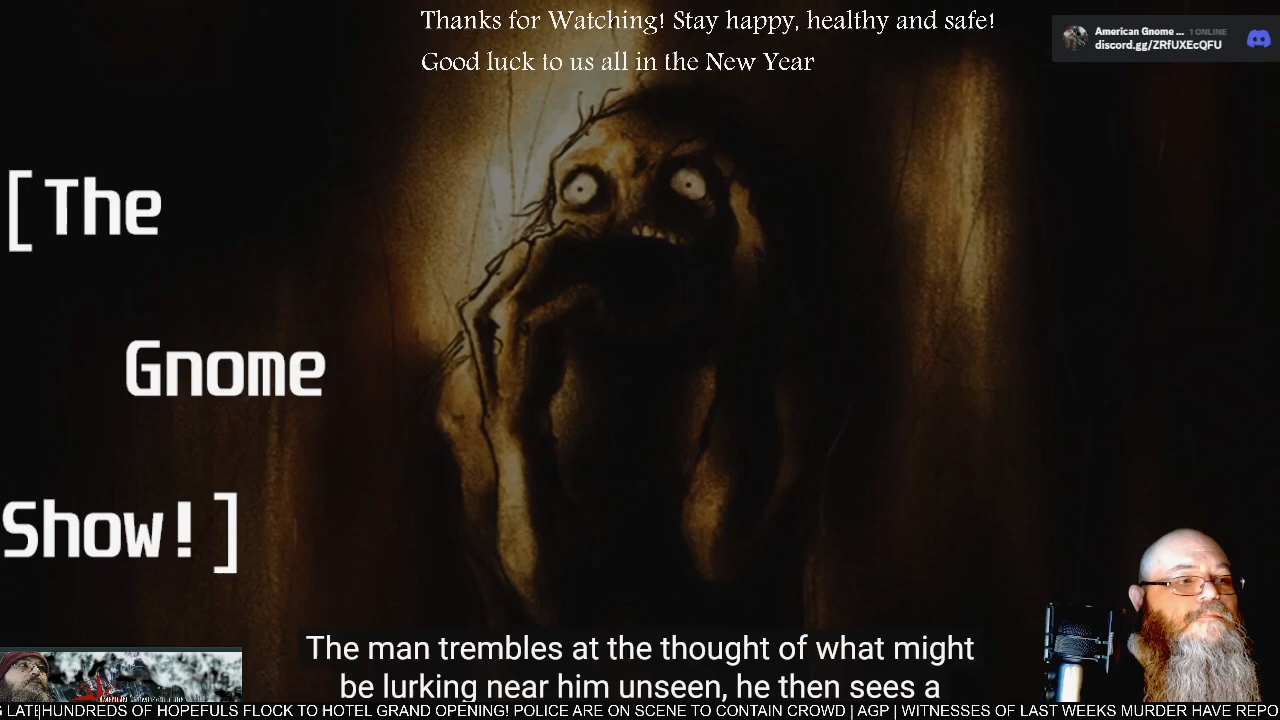 Thanks for Watching! Stay happy, healthy and safe!
Good luck to us all in the New Year
American Gnome ... 1 ONLINE
discord.gg/ZRfUXEcQFU
[The
Gnome
Show!]
The man trembles at the thought of what might
be lurking near him unseen, he then sees a
HUNDREDS OF HOPEFULS FLOCK TO HOTEL GRAND OPENING! POLICE ARE ON SCENE TO CONTAIN CROWD | AGP | WITNESSES OF LAST WEEKS MURDER HAVE REPO